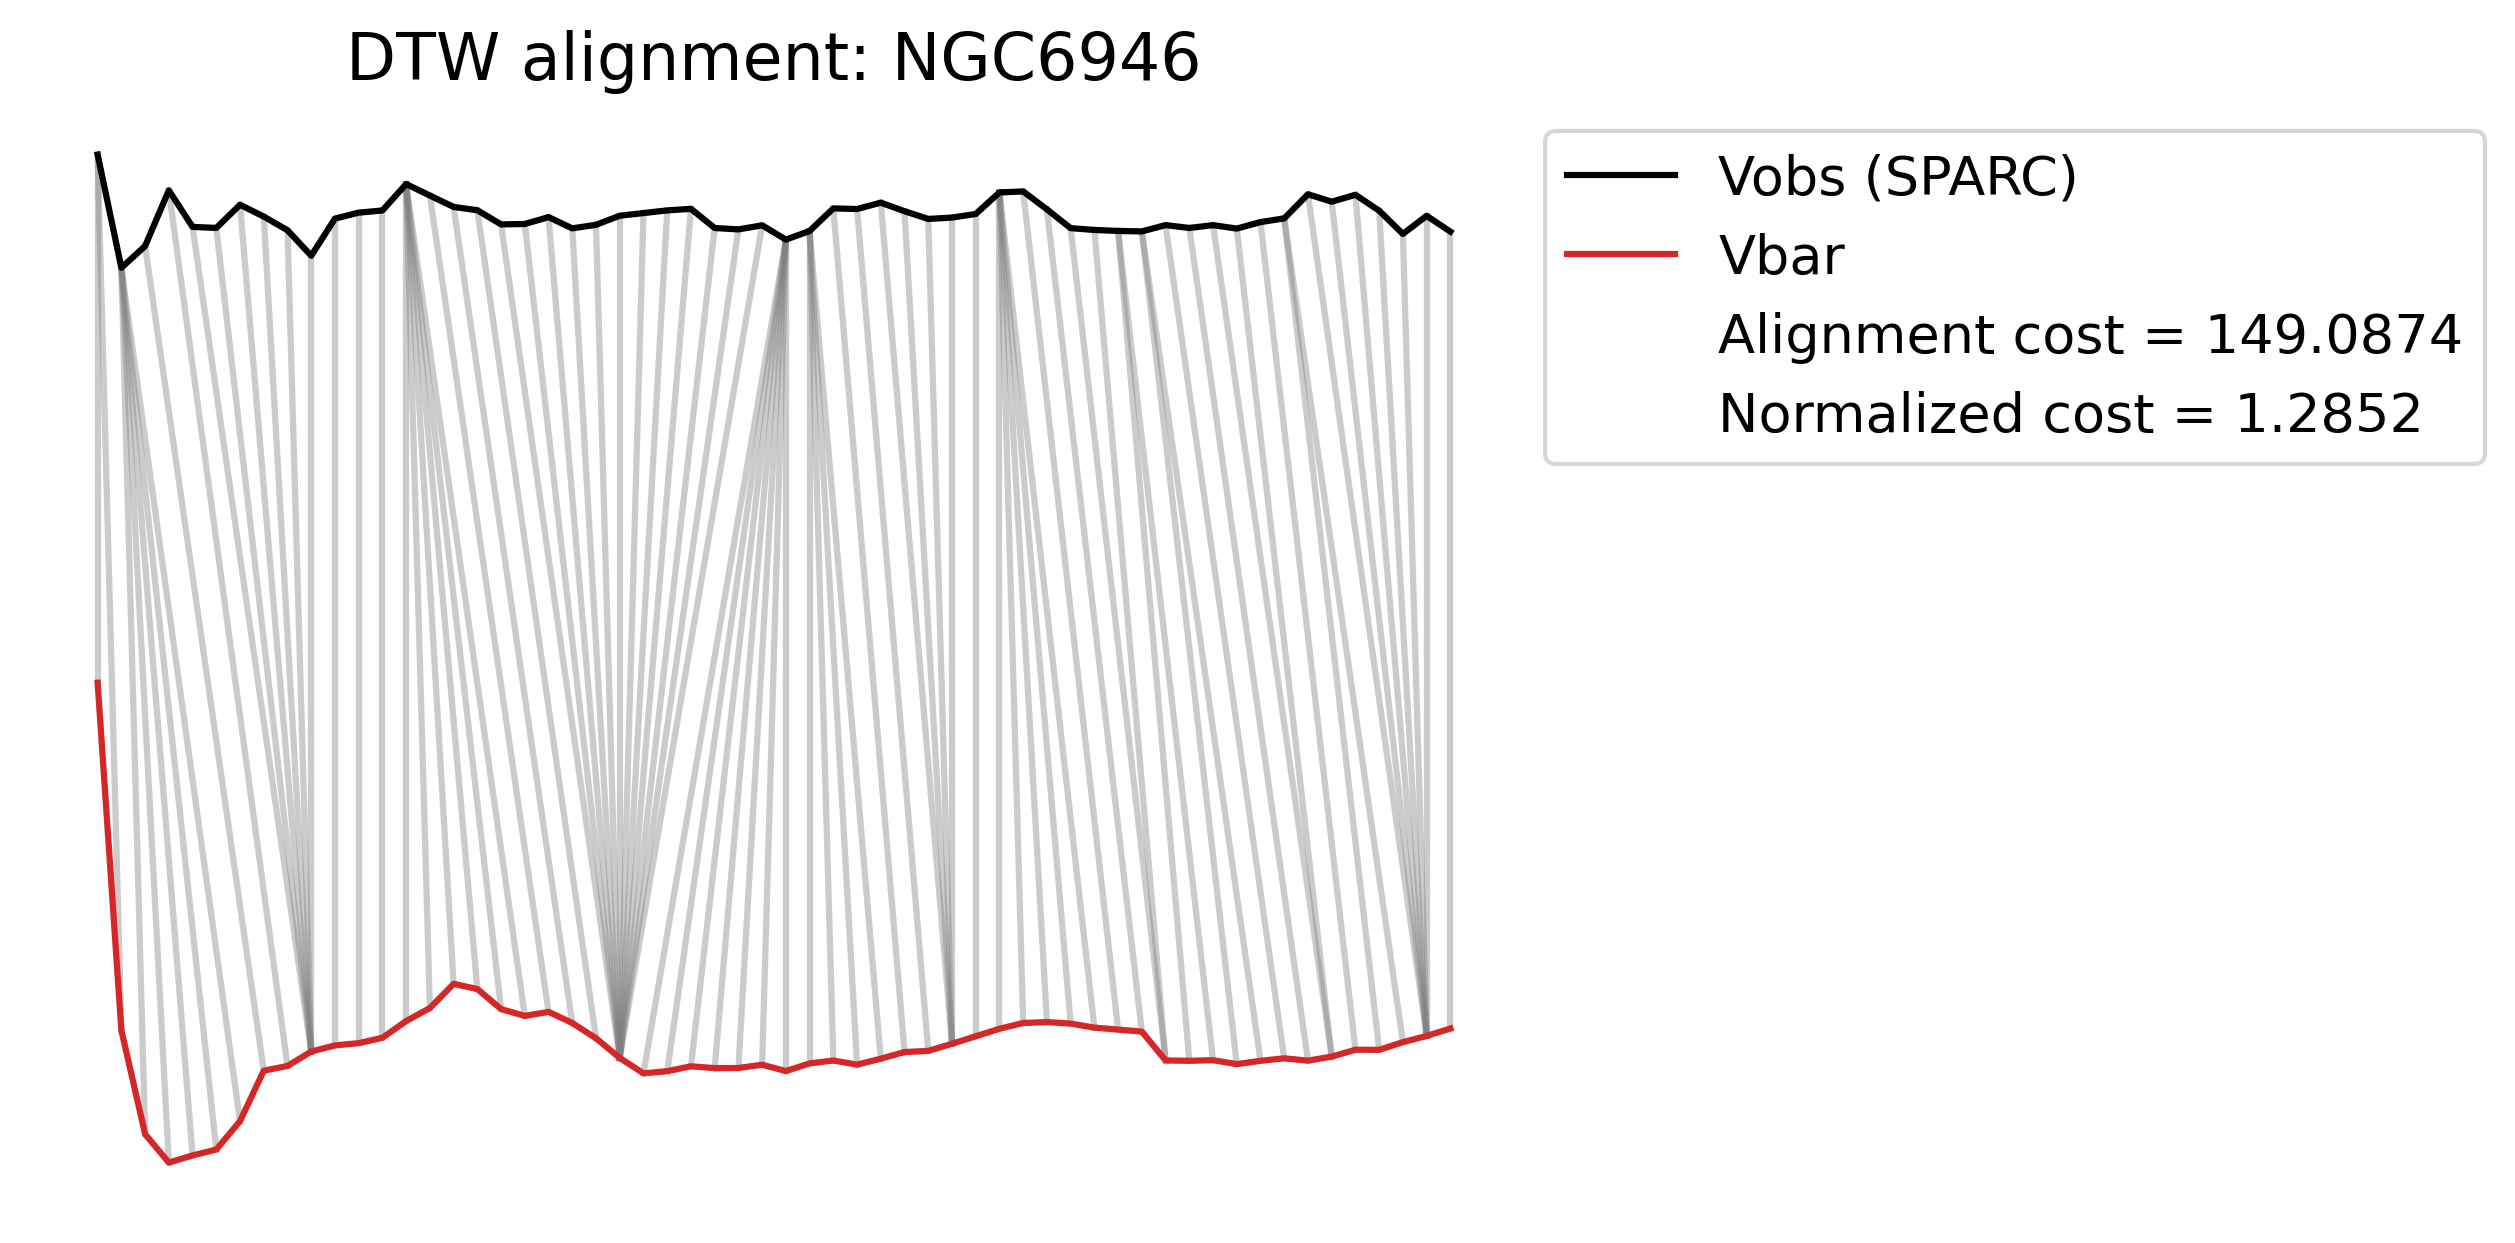 DTW alignment: NGC6946
Vobs (SPARC)
Vbar
Alignment cost = 149.0874
Normalized cost = 1.2852